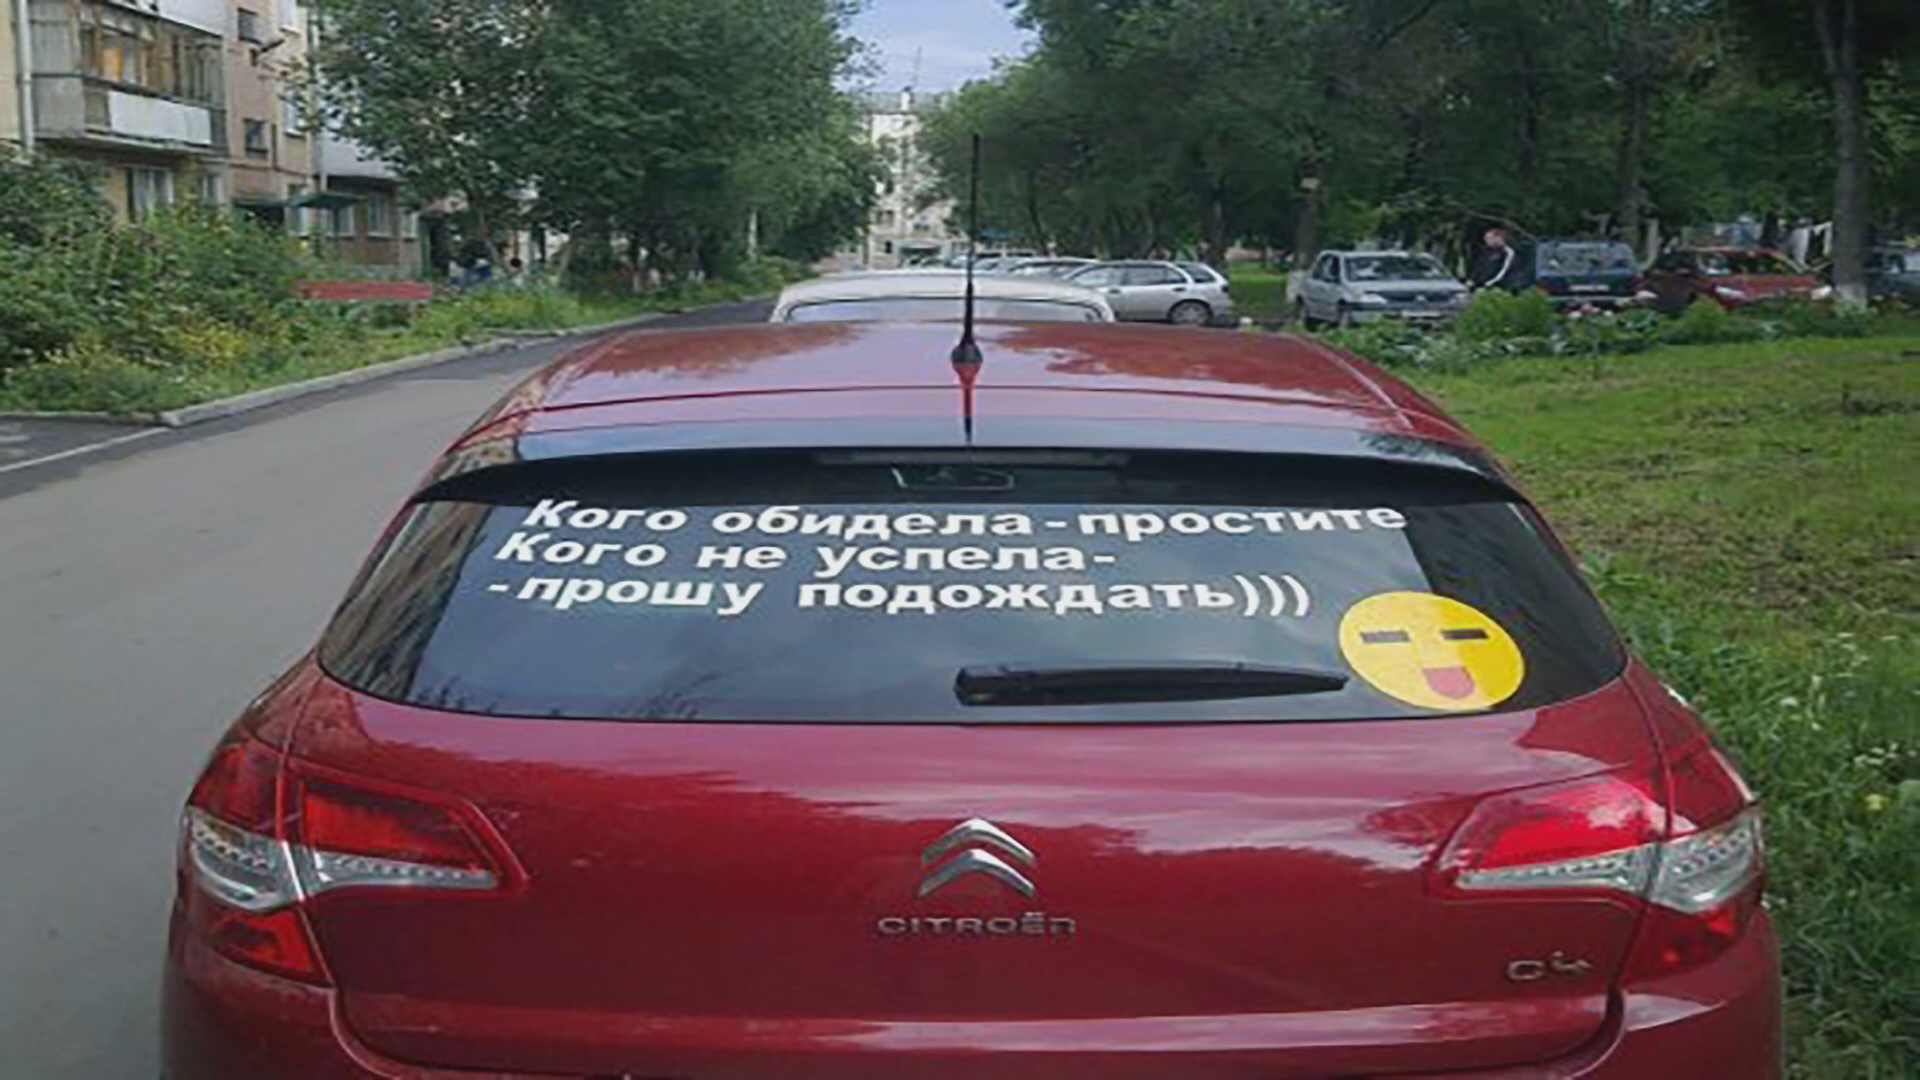 Кого обидела - простите
Кого не успела -
- прошу подождать)))
CITROËN
C4